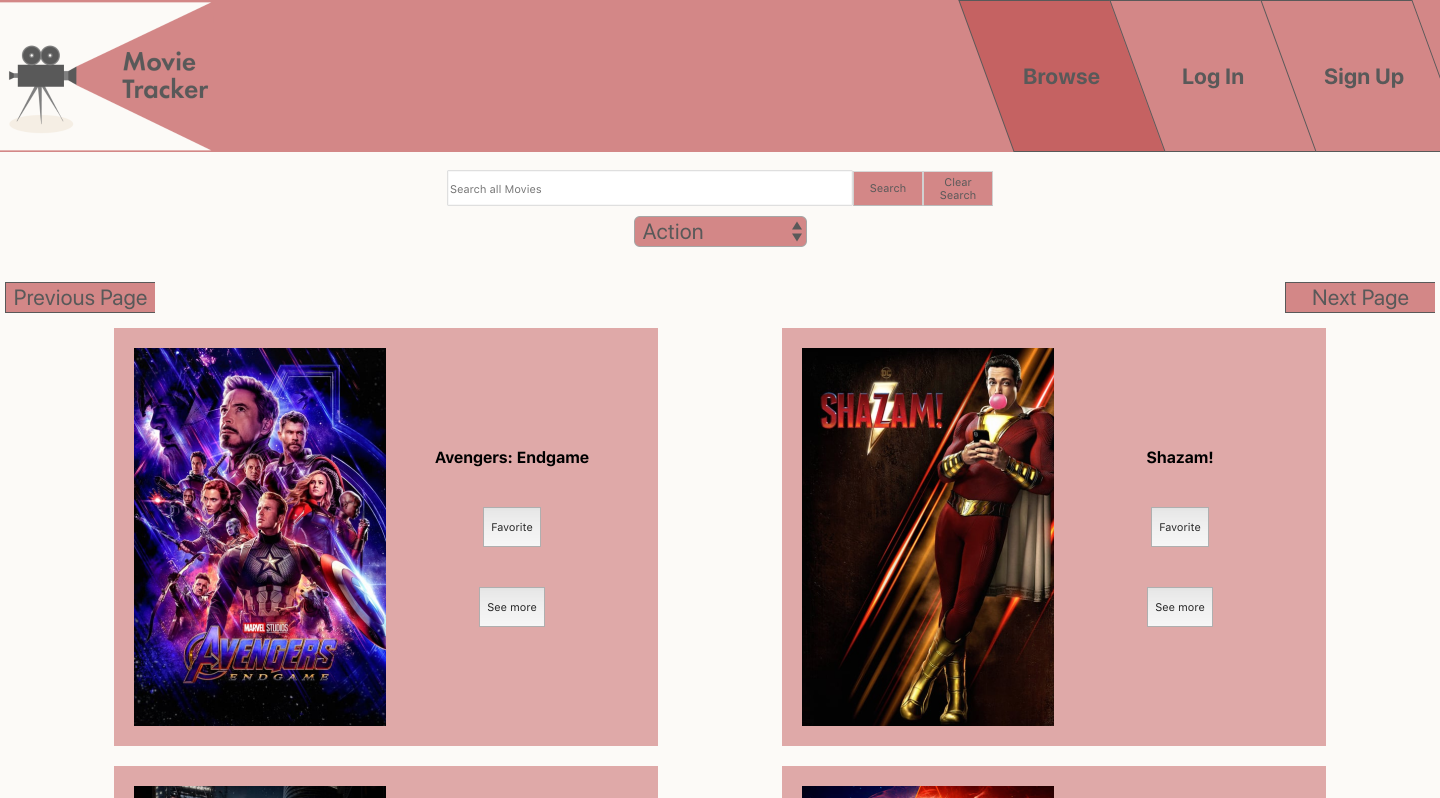 Movie
Tracker
Browse
Log In
Sign Up
Search all Movies
Search
Clear
Search
Action
Previous Page
Next Page
MARVEL STUDIOS
AVENGERS
ENDGAME
Avengers: Endgame
Favorite
See more
DC
SHAZAM!
Shazam!
Favorite
See more